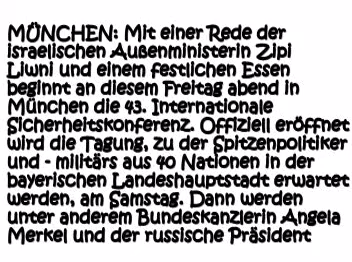 MÜNCHEN: Mit einer Rede der
israelischen Außenministerin Zipi
Liwni und einem festlichen Essen
beginnt an diesem Freitag abend in
München die 43. Internationale
Sicherheitskonferenz. Offiziell eröffnet
wird die Tagung, zu der Spitzenpolitiker
und - militärs aus 40 Nationen in der
bayerischen Landeshauptstadt erwartet
werden, am Samstag. Dann werden
unter anderem Bundeskanzlerin Angela
Merkel und der russische Präsident